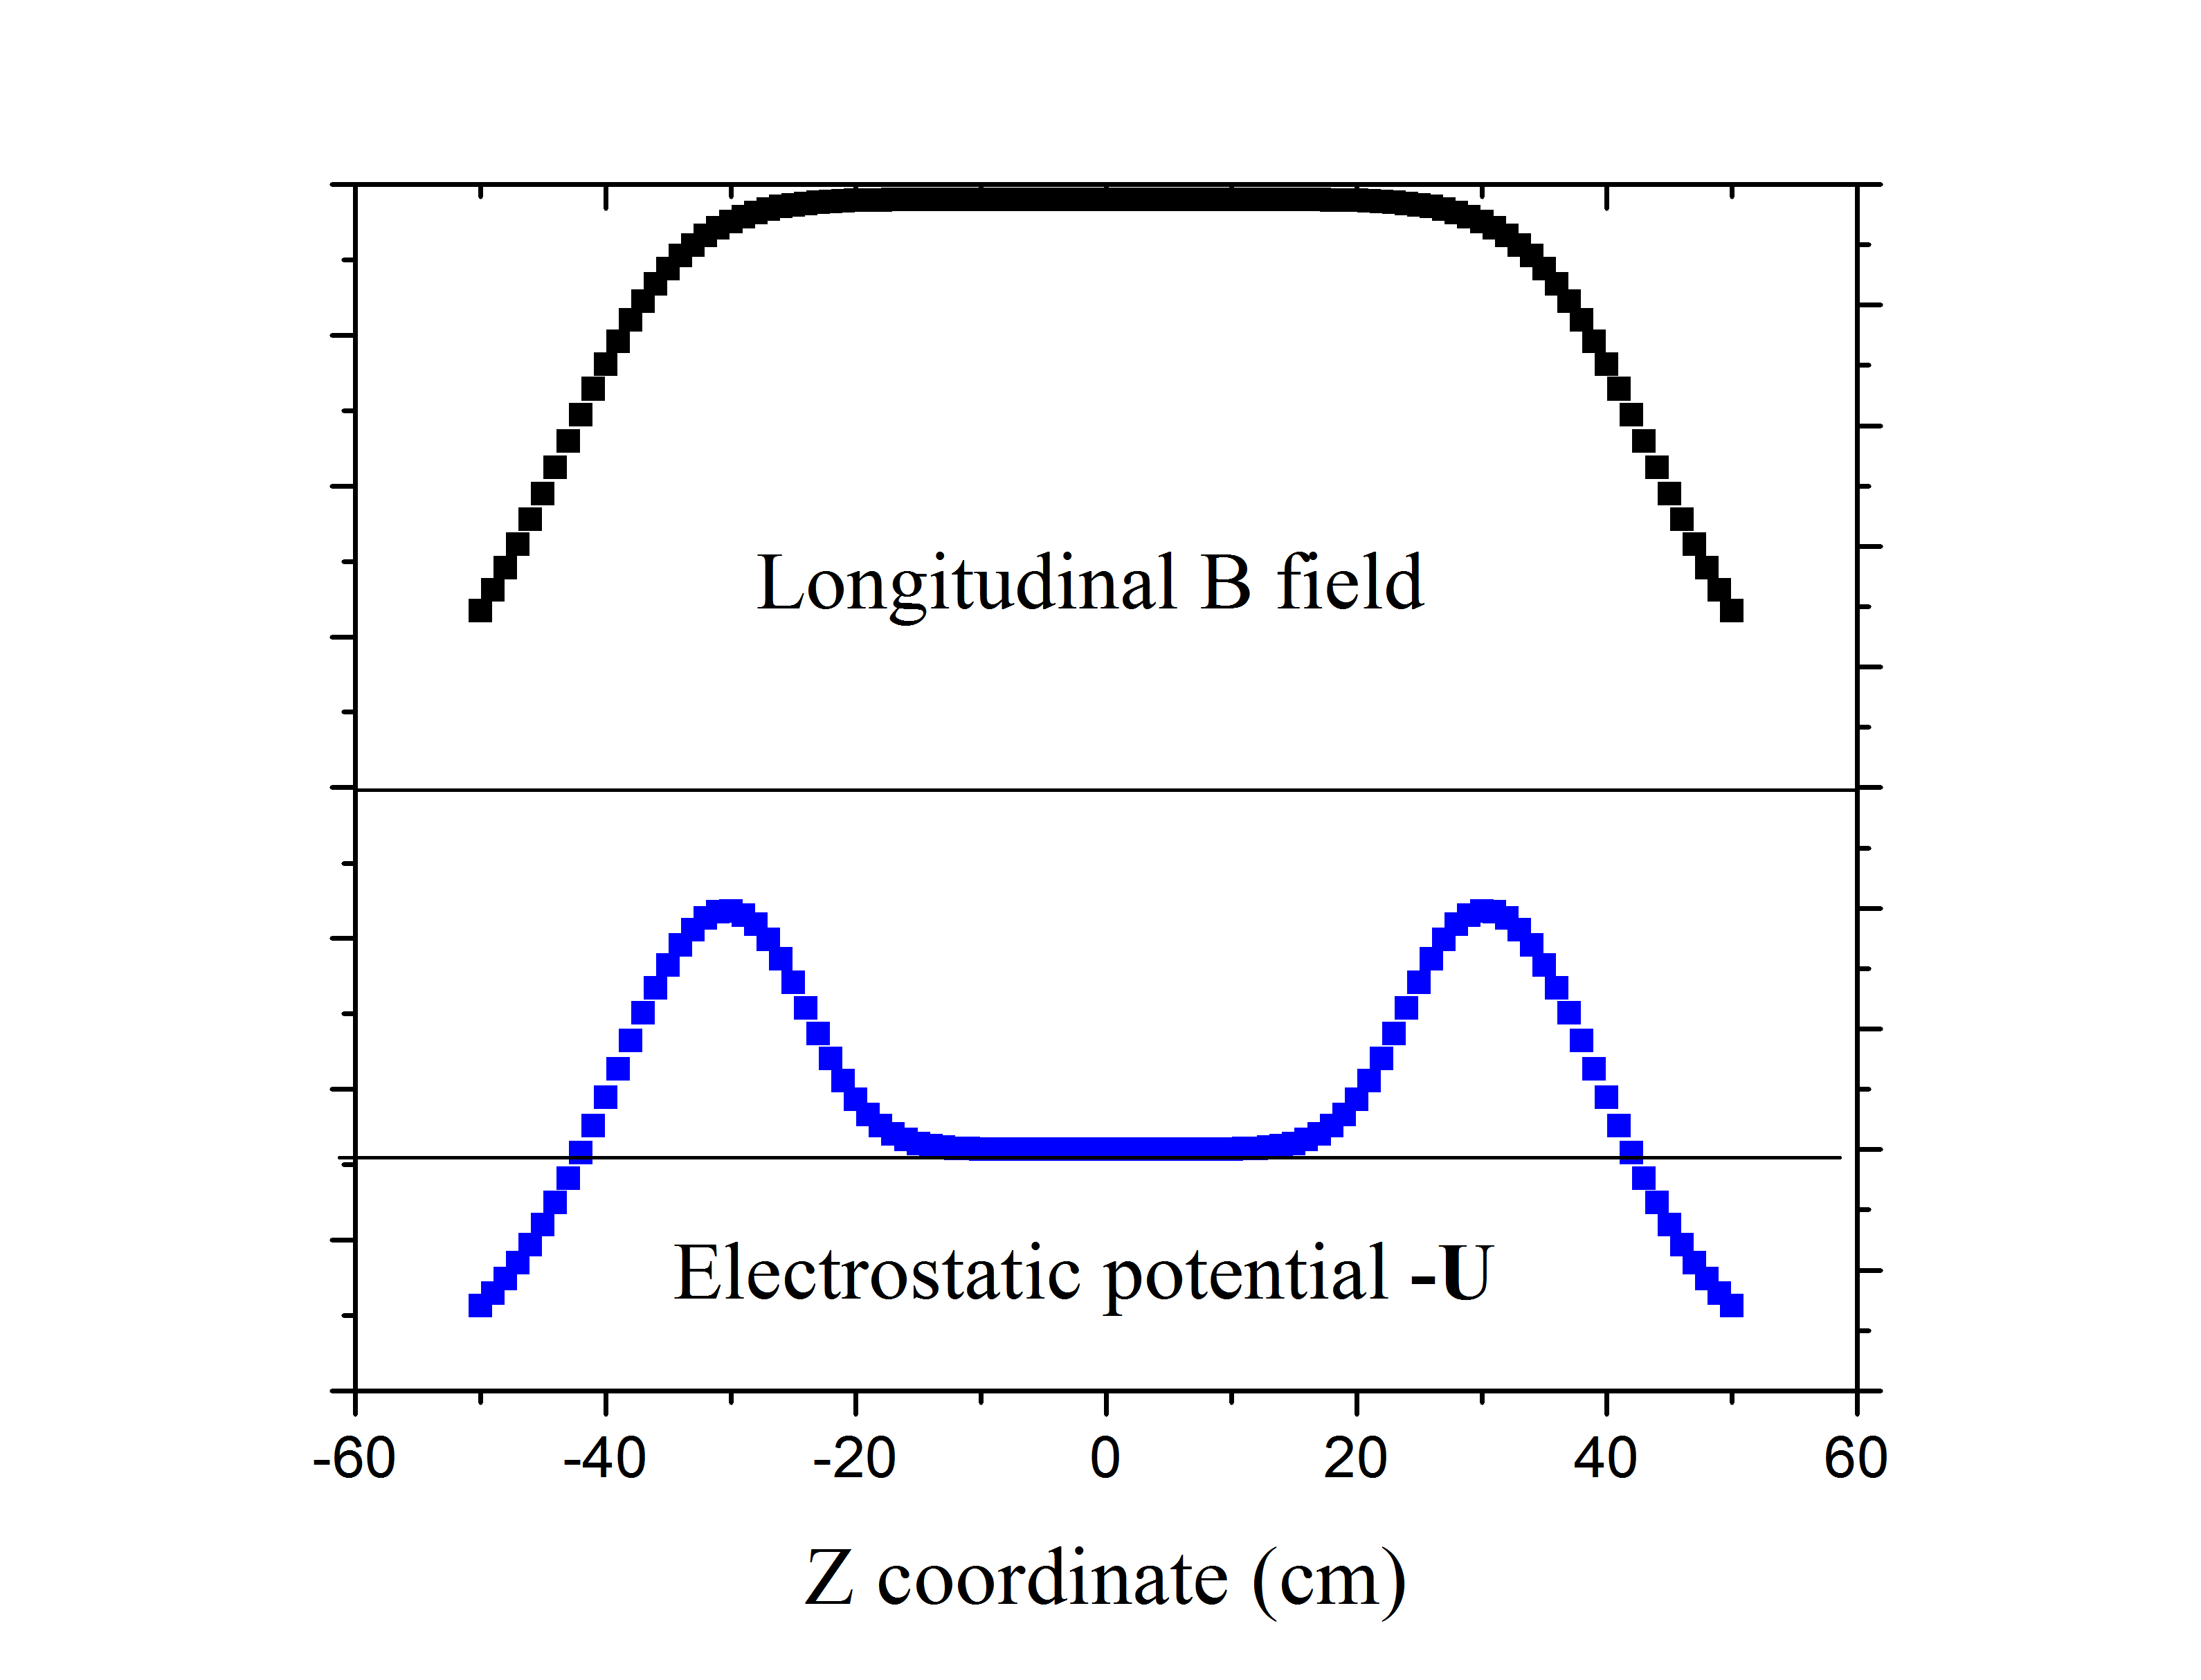 Longitudinal B field
Electrostatic potential -U
-60 -40 -20 0 20 40 60
Z coordinate (cm)